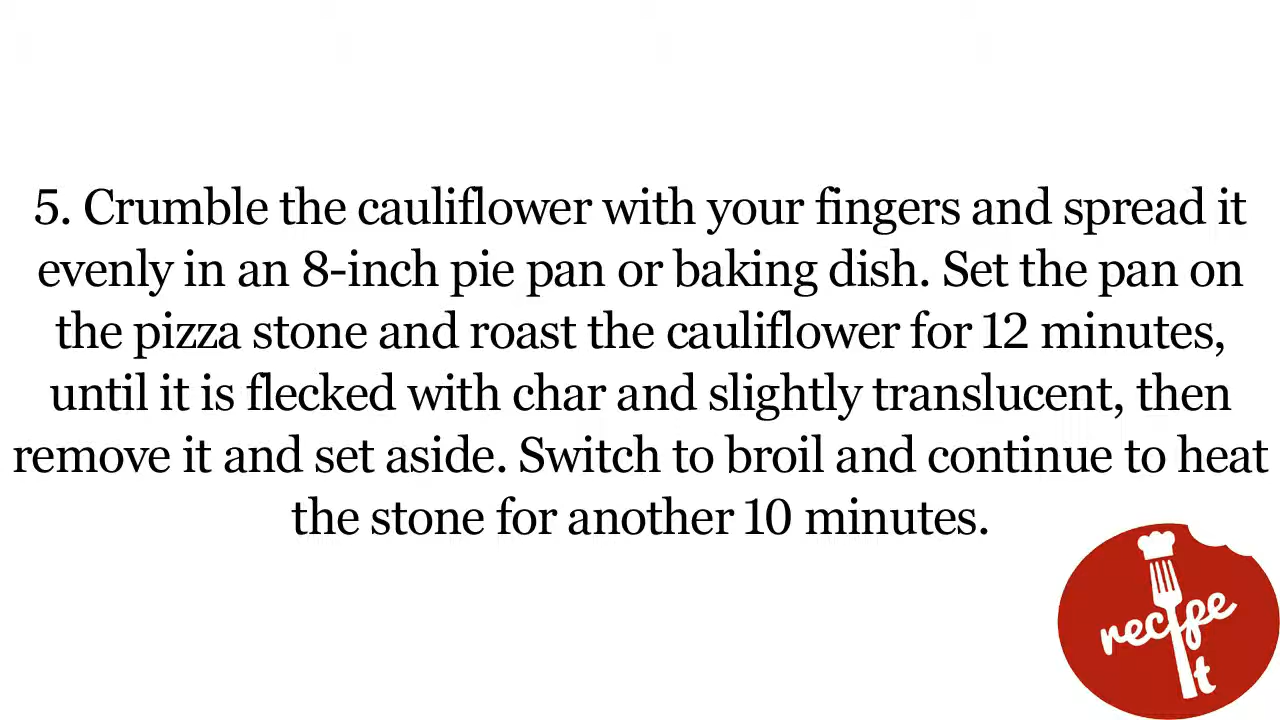 5. Crumble the cauliflower with your fingers and spread it
evenly in an 8-inch pie pan or baking dish. Set the pan on
the pizza stone and roast the cauliflower for 12 minutes,
until it is flecked with char and slightly translucent, then
remove it and set aside. Switch to broil and continue to heat
the stone for another 10 minutes.
recipe
it